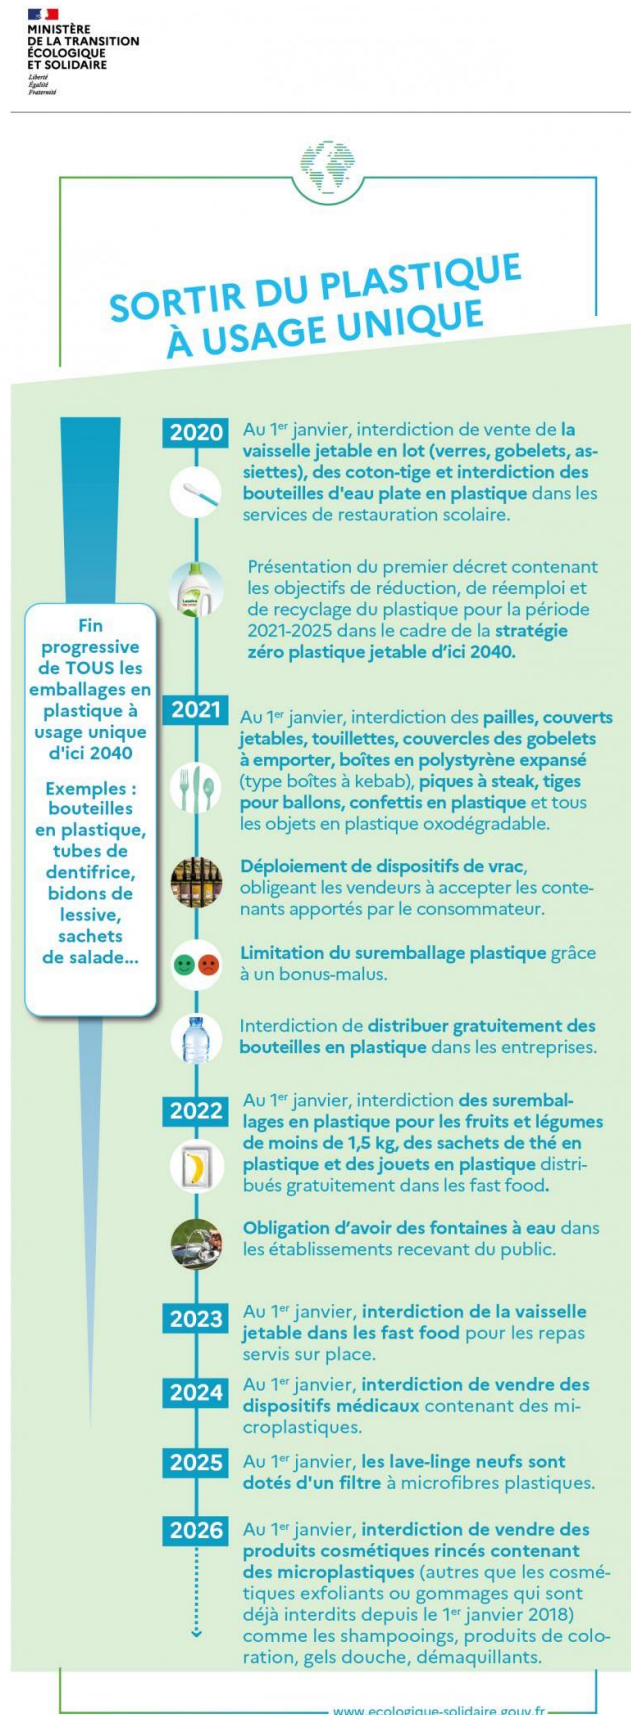 MINISTÈRE
DE LA TRANSITION
ÉCOLOGIQUE
ET SOLIDAIRE
Liberté
Égalité
Fraternité
SORTIR DU PLASTIQUE
À USAGE UNIQUE
Fin
progressive
de TOUS les
emballages en
plastique à
usage unique
d'ici 2040
Exemples :
bouteilles
en plastique,
tubes de
dentifrice,
bidons de
lessive,
sachets
de salade...
2020
Au 1er janvier, interdiction de vente de la
vaisselle jetable en lot (verres, gobelets, as-
siettes), des coton-tige et interdiction des
bouteilles d'eau plate en plastique dans les
services de restauration scolaire.
Présentation du premier décret contenant
les objectifs de réduction, de réemploi et
de recyclage du plastique pour la période
2021-2025 dans le cadre de la stratégie
zéro plastique jetable d’ici 2040.
2021
Au 1er janvier, interdiction des pailles, couverts
jetables, touillettes, couvercles des gobelets
à emporter, boîtes en polystyrène expansé
(type boîtes à kebab), piques à steak, tiges
pour ballons, confettis en plastique et tous
les objets en plastique oxodégradable.
Déploiement de dispositifs de vrac,
obligeant les vendeurs à accepter les conte-
nants apportés par le consommateur.
Limitation du suremballage plastique grâce
à un bonus-malus.
Interdiction de distribuer gratuitement des
bouteilles en plastique dans les entreprises.
2022
Au 1er janvier, interdiction des suremba­l-
lages en plastique pour les fruits et légumes
de moins de 1,5 kg, des sachets de thé en
plastique et des jouets en plastique distri-
bués gratuitement dans les fast food.
Obligation d’avoir des fontaines à eau dans
les établissements recevant du public.
2023
Au 1er janvier, interdiction de la vaisselle
jetable dans les fast food pour les repas
servis sur place.
2024
Au 1er janvier, interdiction de vendre des
dispositifs médicaux contenant des mi-
croplastiques.
2025
Au 1er janvier, les lave-linge neufs sont
dotés d'un filtre à microfibres plastiques.
2026
Au 1er janvier, interdiction de vendre des
produits cosmétiques rincés contenant
des microplastiques (autres que les cosmé-
tiques exfoliants ou gommages qui sont
déjà interdits depuis le 1er janvier 2018)
comme les shampooings, produits de colo-
ration, gels douche, démaquillants.
www.ecologique-solidaire.gouv.fr